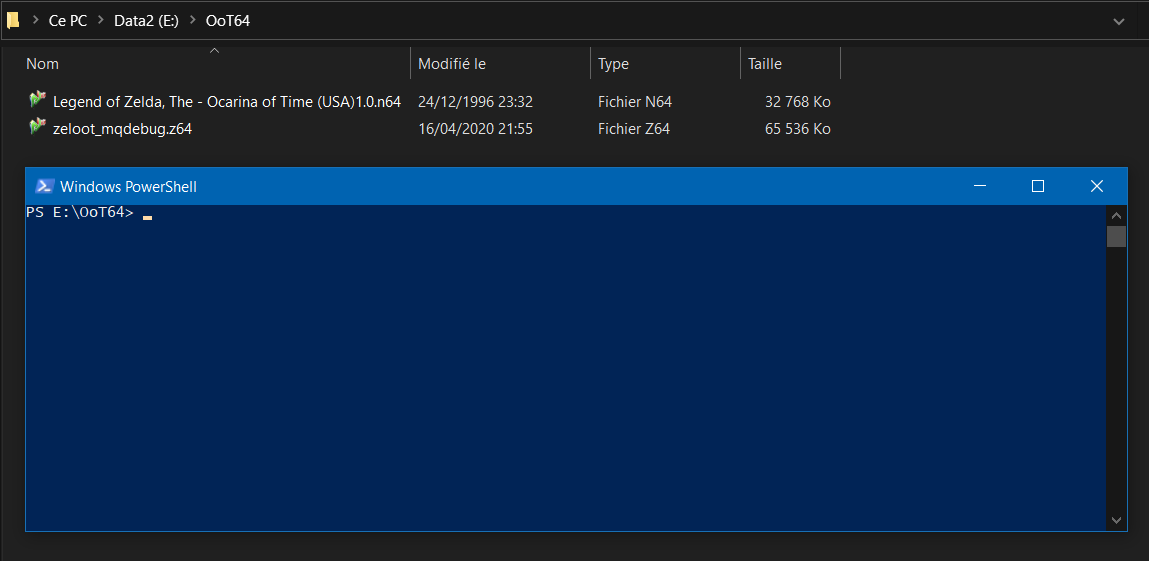 Ce PC > Data2 (E:) > OoT64
Nom Modifié le Type Taille
Legend of Zelda, The - Ocarina of Time (USA)1.0.n64 24/12/1996 23:32 Fichier N64 32 768 Ko
zeloot_mqdebug.z64 16/04/2020 21:55 Fichier Z64 65 536 Ko
Windows PowerShell
PS E:\OoT64> _